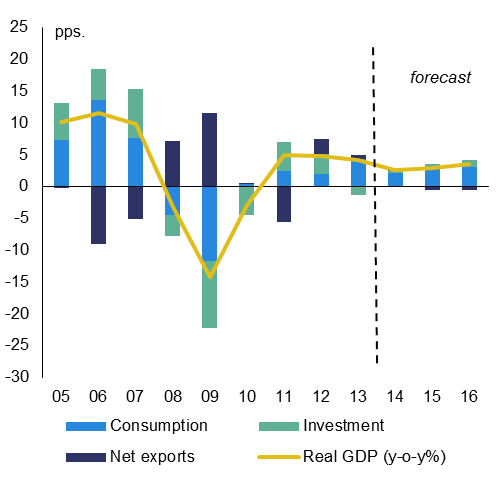 25
pps.
20
15
forecast
10
5
0
-5
-10
-15
-20
-25
-30
05 06 07 08 09 10 11 12 13 14 15 16
Consumption Investment
Net exports Real GDP (y-o-y%)